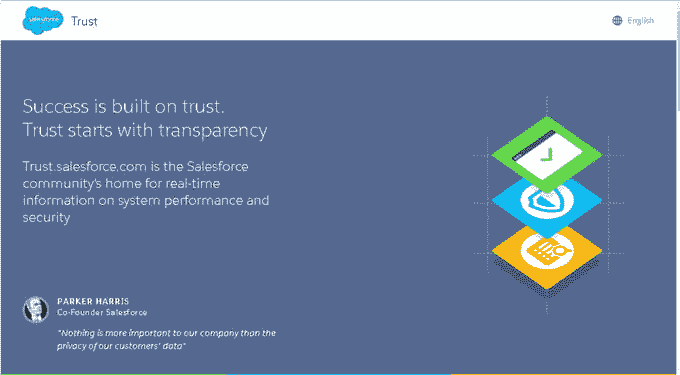 salesforce Trust
English
Success is built on trust.
Trust starts with transparency
Trust.salesforce.com is the Salesforce
community's home for real-time
information on system performance and
security
PARKER HARRIS
Co-Founder Salesforce
"Nothing is more important to our company than the
privacy of our customers' data"